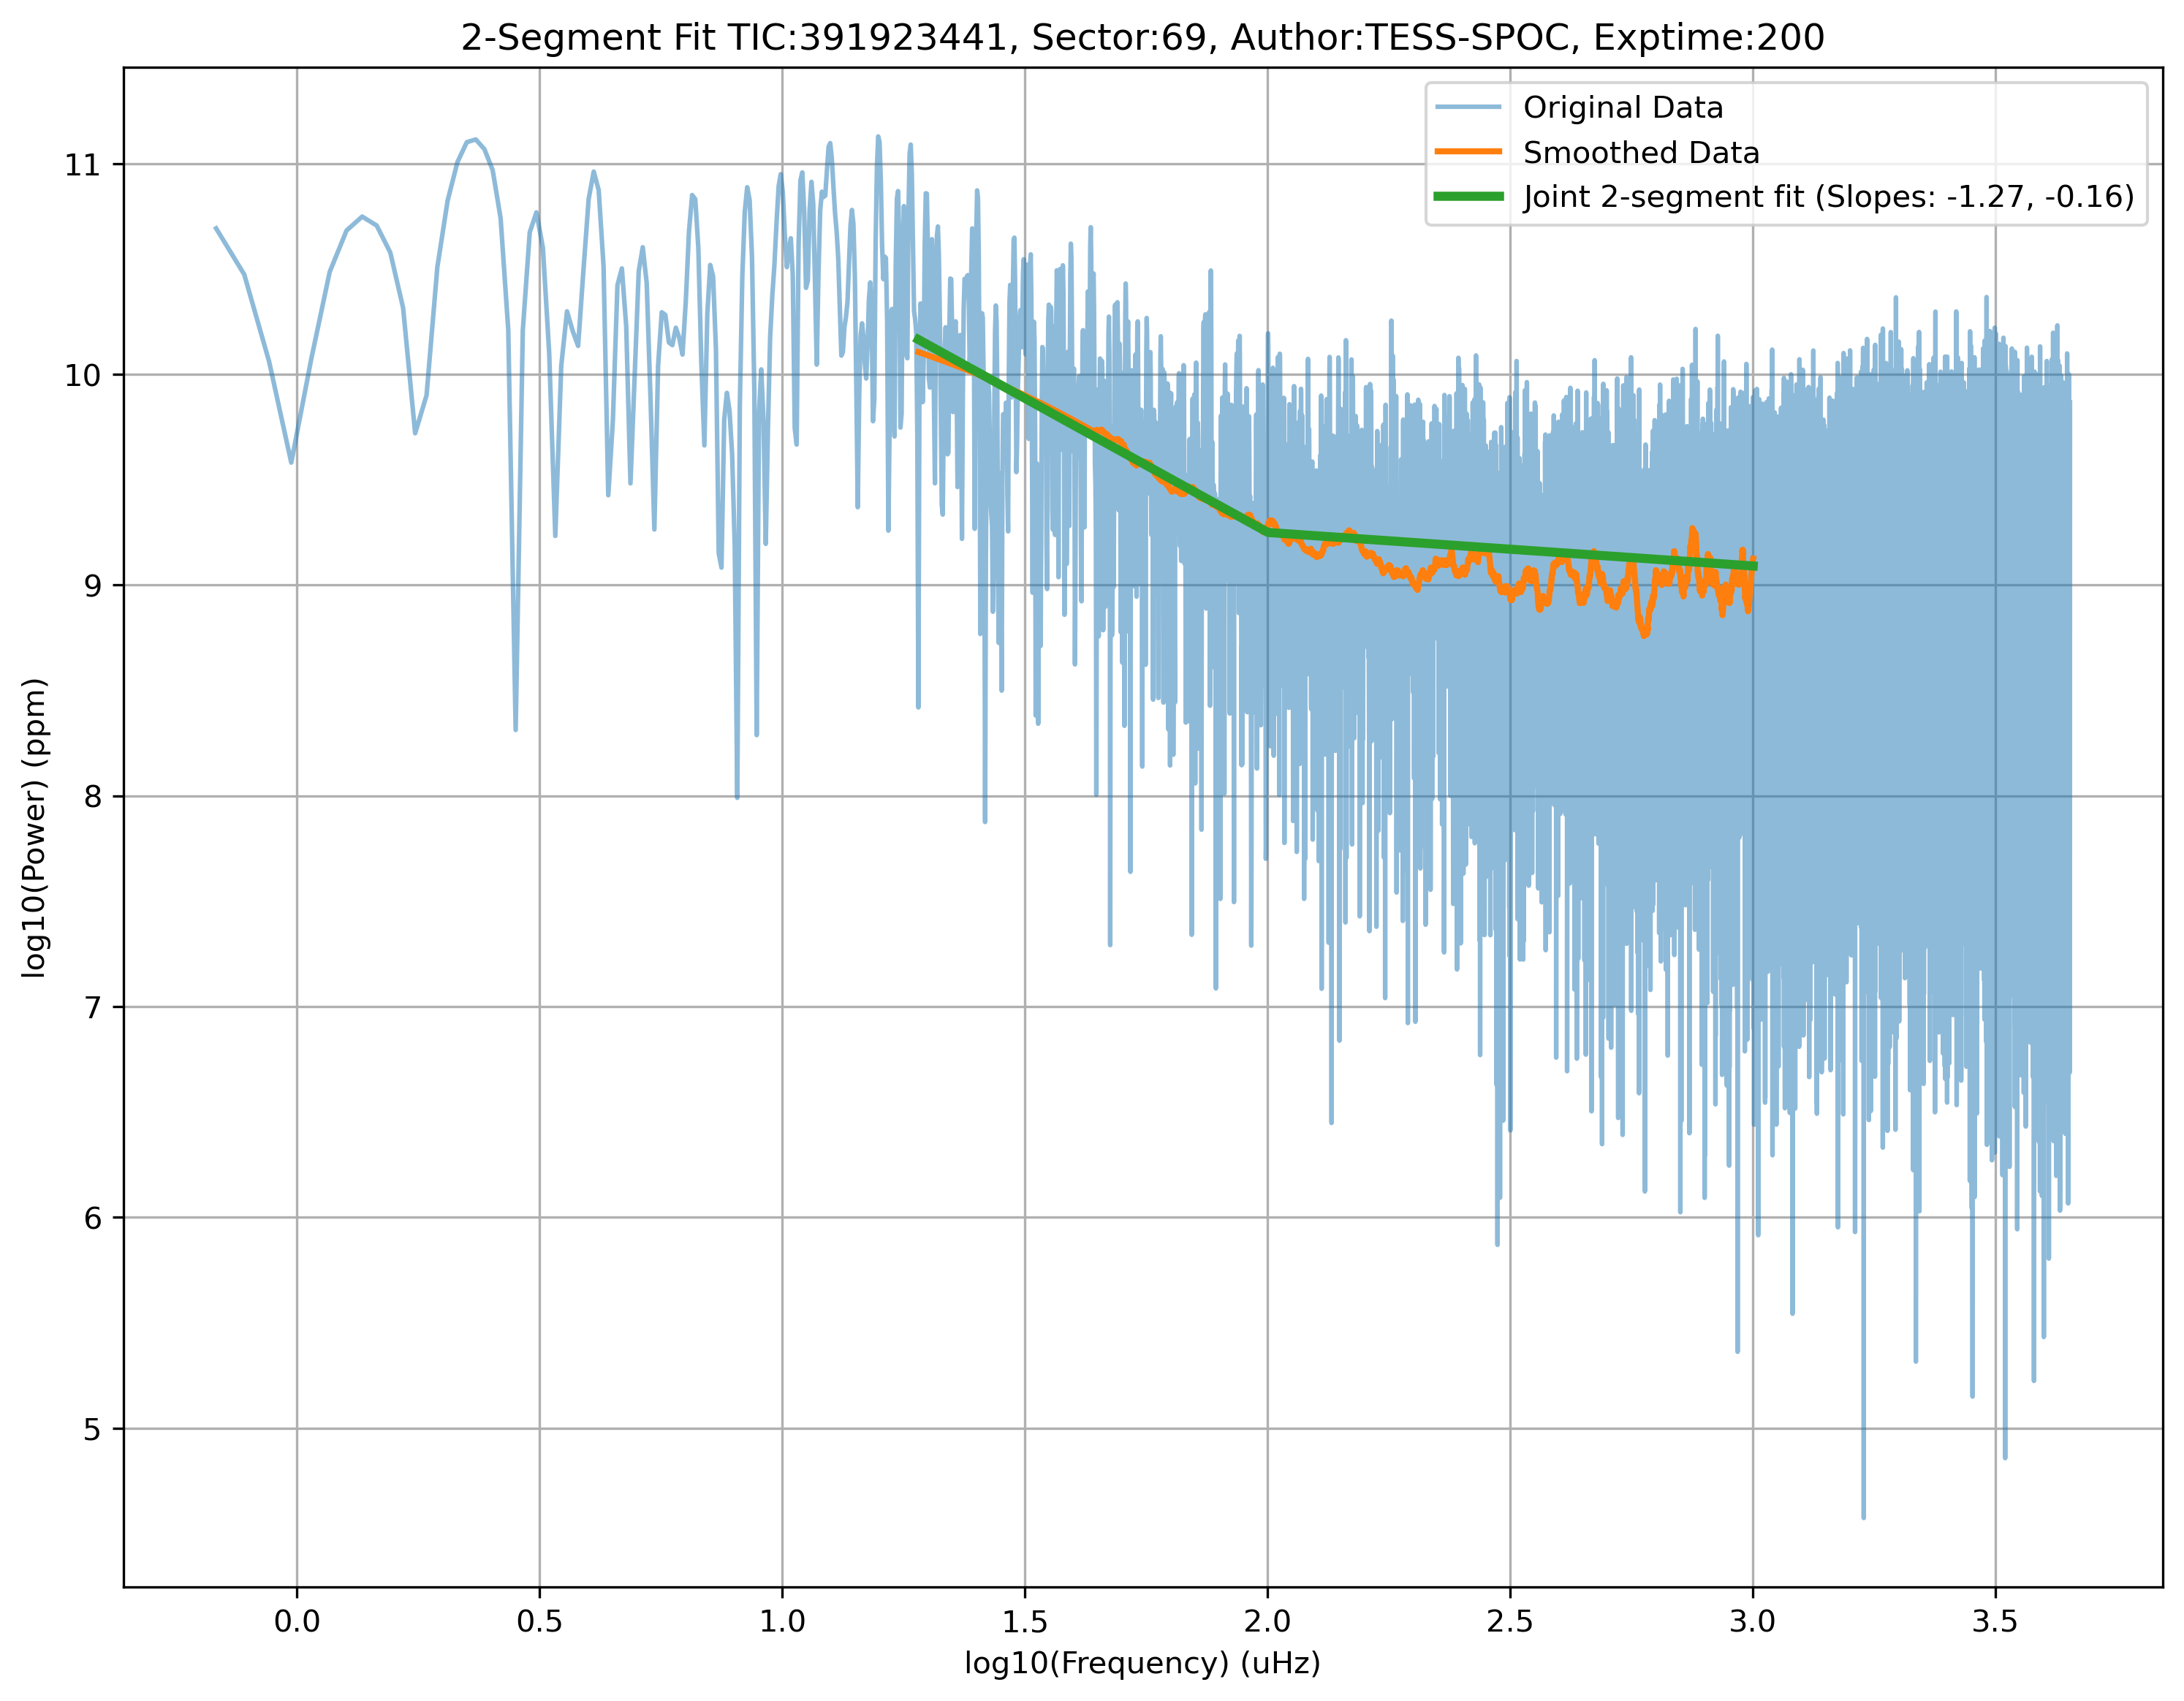 2-Segment Fit TIC:391923441, Sector:69, Author:TESS-SPOC, Exptime:200
Original Data
Smoothed Data
Joint 2-segment fit (Slopes: -1.27, -0.16)
log10(Power) (ppm)
11
10
9
8
7
6
5
0.0 0.5 1.0 1.5 2.0 2.5 3.0 3.5
log10(Frequency) (uHz)